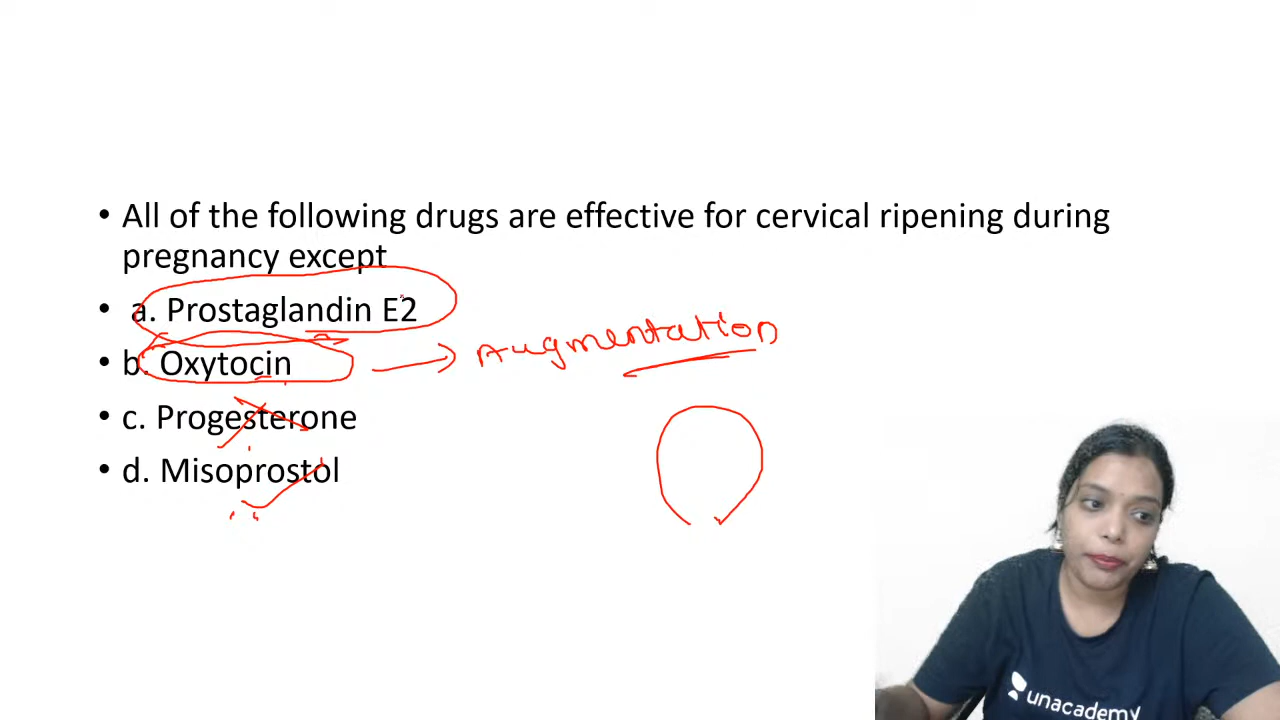 • All of the following drugs are effective for cervical ripening during
pregnancy except
• a. Prostaglandin E2
• b. Oxytocin
Augmentation
• c. Progesterone
• d. Misoprostol
unacademy